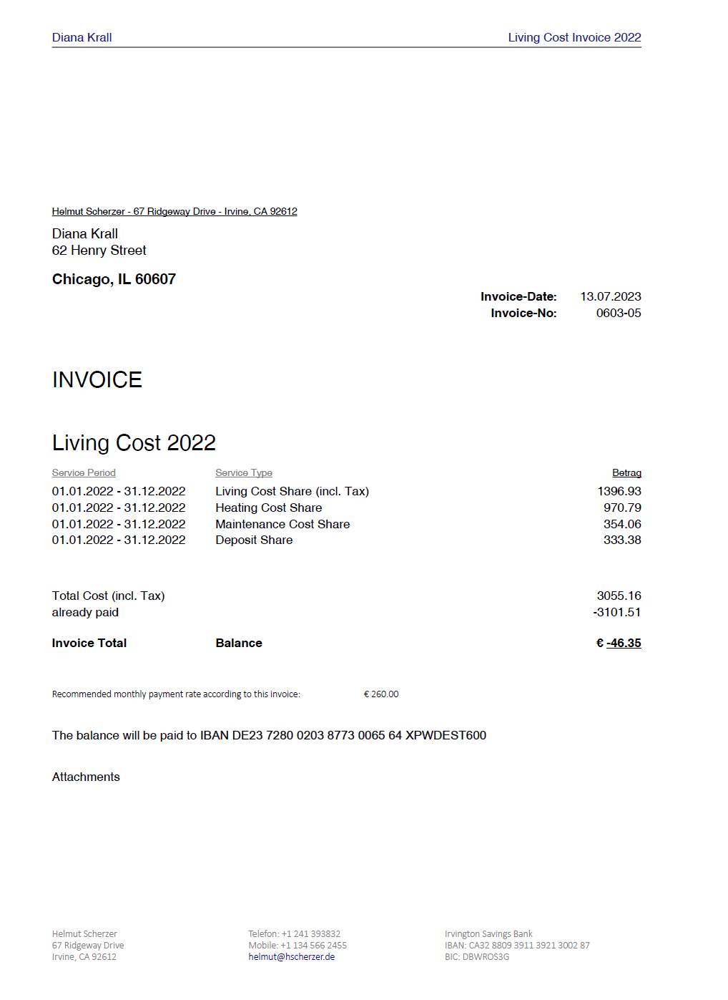 Diana Krall Living Cost Invoice 2022
Helmut Scherzer - 67 Ridgeway Drive - Irvine, CA 92612
Diana Krall
62 Henry Street
Chicago, IL 60607
Invoice-Date: 13.07.2023
Invoice-No: 0603-05
INVOICE
Living Cost 2022
Service Period Service Type Betrag
01.01.2022 - 31.12.2022 Living Cost Share (incl. Tax) 1396.93
01.01.2022 - 31.12.2022 Heating Cost Share 970.79
01.01.2022 - 31.12.2022 Maintenance Cost Share 354.06
01.01.2022 - 31.12.2022 Deposit Share 333.38
Total Cost (incl. Tax) 3055.16
already paid -3101.51
Invoice Total Balance € -46.35
Recommended monthly payment rate according to this invoice: € 260.00
The balance will be paid to IBAN DE23 7280 0203 8773 0065 64 XPWDEST600
Attachments
Helmut Scherzer Telefon: +1 241 393832 Irvington Savings Bank
67 Ridgeway Drive Mobile: +1 134 566 2455 IBAN: CA32 8809 3911 3921 3002 87
Irvine, CA 92612 helmut@hscherzer.de BIC: DBWROS3G